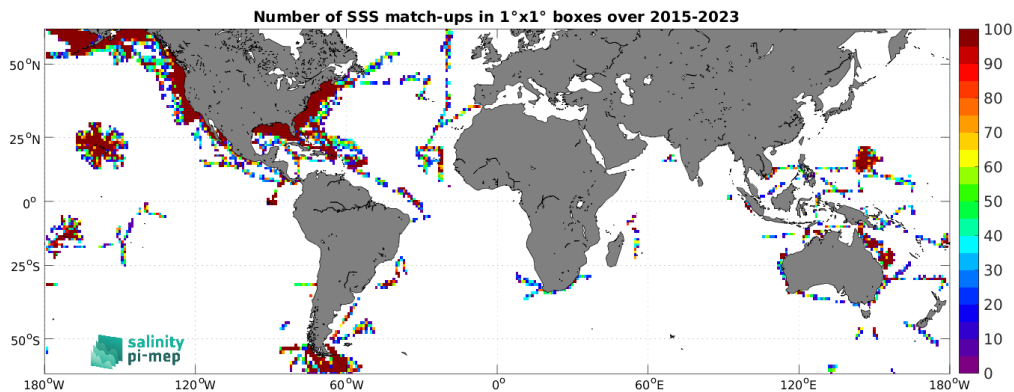 Number of SSS match-ups in 1°x1° boxes over 2015-2023
50°N
25°N
0°
25°S
50°S
180°W
120°W
60°W
0°
60°E
120°E
180°W
100
90
80
70
60
50
40
30
20
10
0
salinity
pi-mep